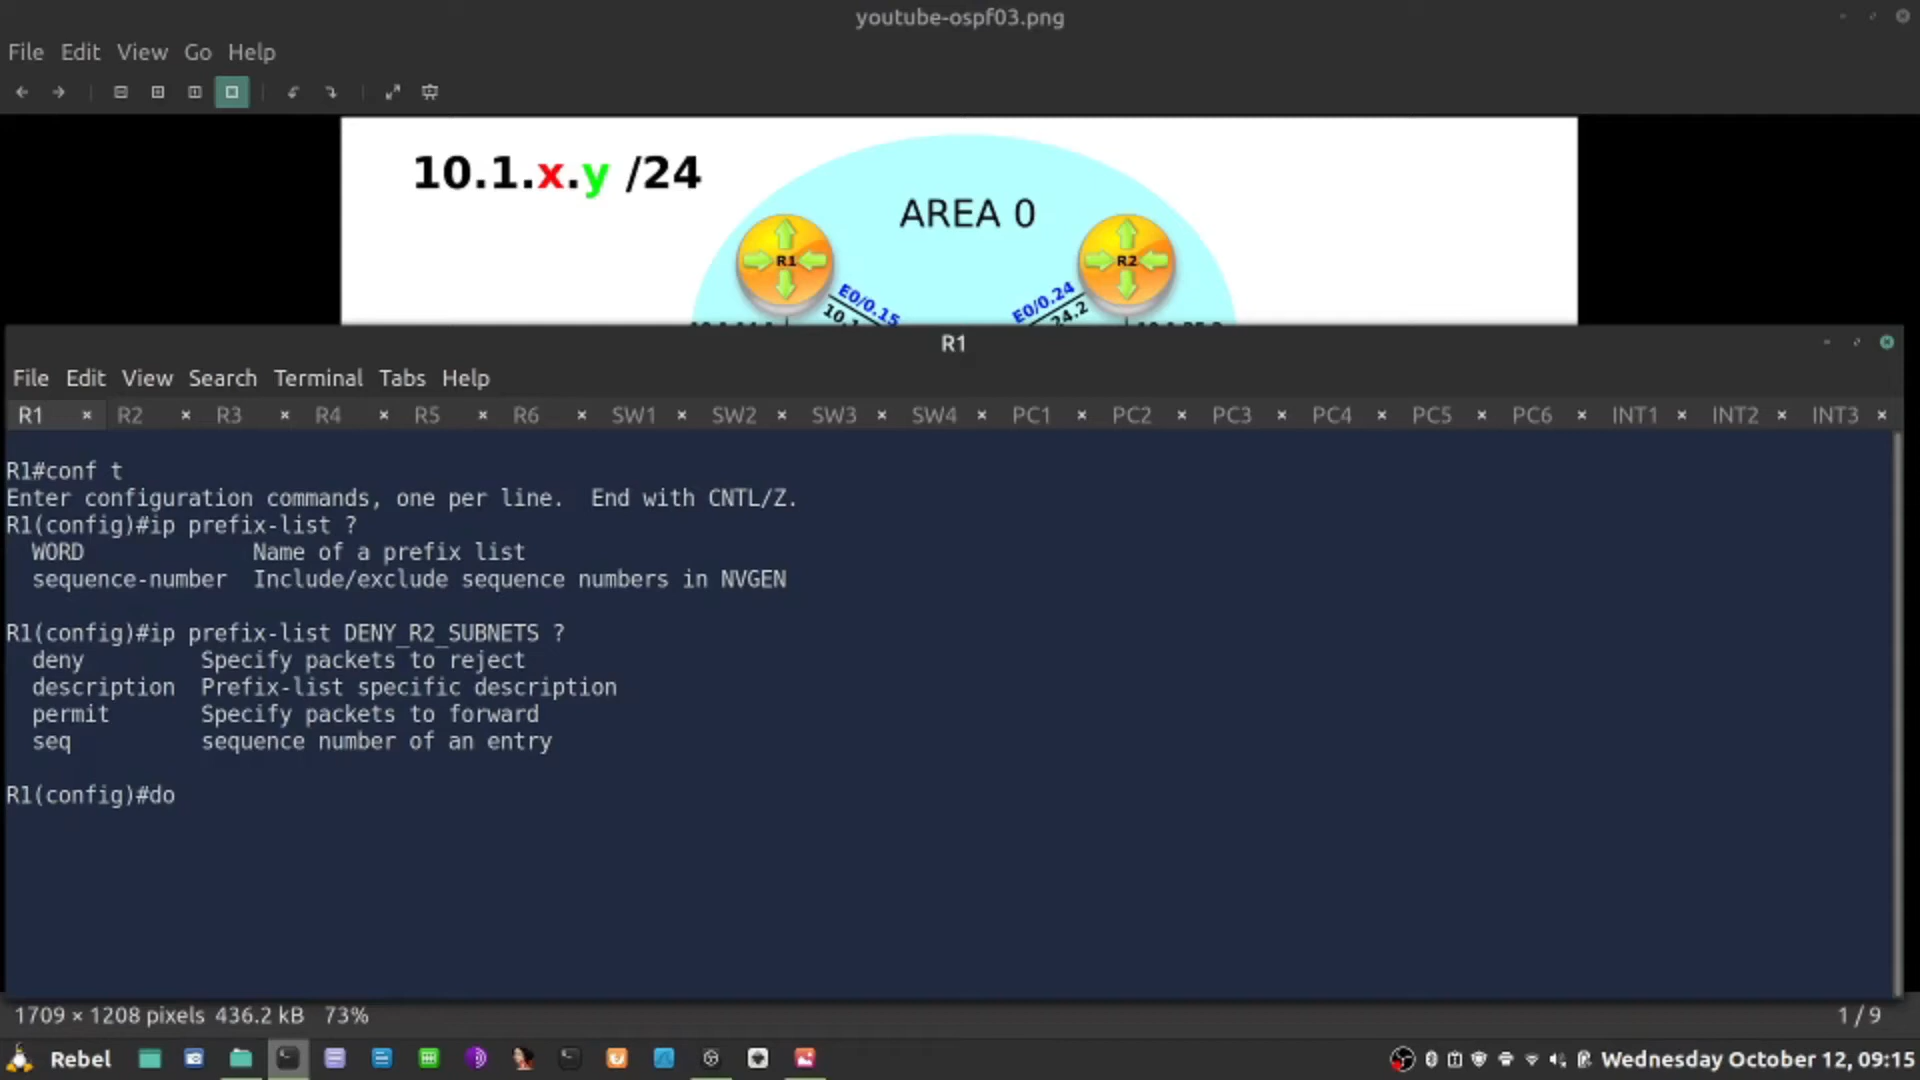 youtube-ospf03.png
File Edit View Go Help
10.1.x.y /24
AREA 0
R1
R2
E0/0.15
E0/0.24
10.1
24.2
R1
File Edit View Search Terminal Tabs Help
R1 R2 R3 R4 R5 R6 SW1 SW2 SW3 SW4 PC1 PC2 PC3 PC4 PC5 PC6 INT1 INT2 INT3
R1#conf t
Enter configuration commands, one per line.  End with CNTL/Z.
R1(config)#ip prefix-list ?
WORD Name of a prefix list
sequence-number Include/exclude sequence numbers in NVGEN
R1(config)#ip prefix-list DENY_R2_SUBNETS ?
deny Specify packets to reject
description Prefix-list specific description
permit Specify packets to forward
seq sequence number of an entry
R1(config)#do
1709 × 1208 pixels 436.2 kB 73%
1 / 9
Rebel
Wednesday October 12, 09:15